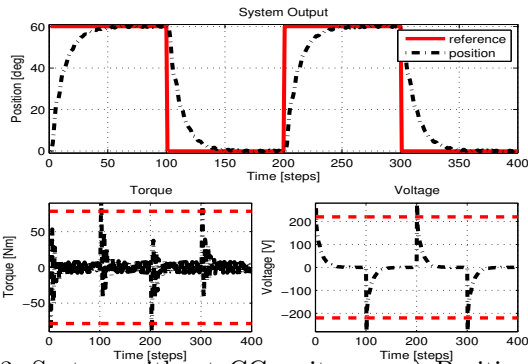 System Output
60
40
20
0
Position [deg]
reference
position
0 50 100 150 200 250 300 350 400
Time [steps]
Torque
50
0
−50
Torque [Nm]
0 100 200 300 400
Time [steps]
Voltage
200
100
0
−100
−200
Voltage [V]
0 100 200 300 400
Time [steps]